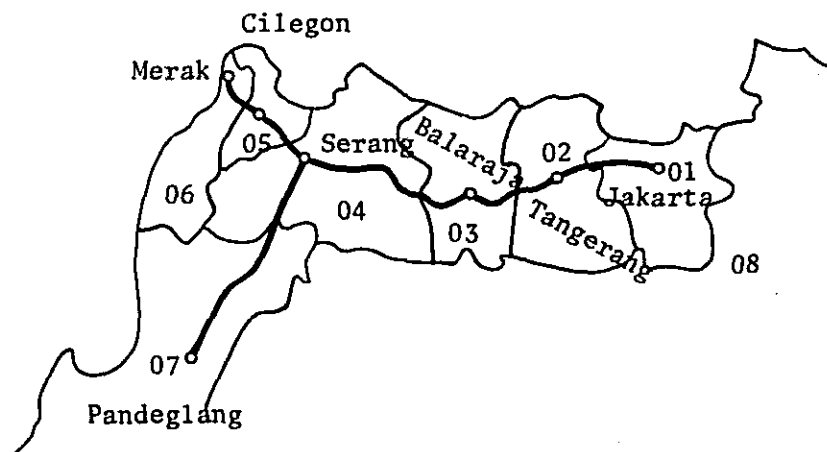 Cilegon
Merak
Serang
Balaraja
02
01
05
Jakarta
06
04
03
Tangerang
08
07
Pandeglang